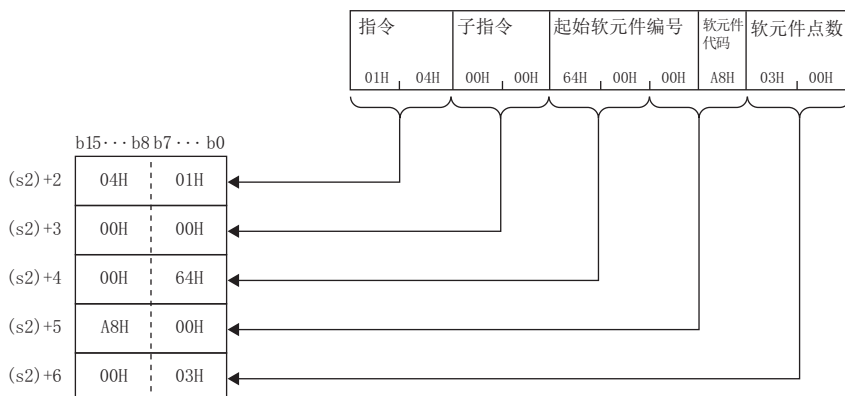 指令 子指令 起始软元件编号 软元件代码 软元件点数
01H 04H 00H 00H 64H 00H 00H A8H 03H 00H
b15···b8 b7···b0
(s2)+2 04H 01H
(s2)+3 00H 00H
(s2)+4 00H 64H
(s2)+5 A8H 00H
(s2)+6 00H 03H